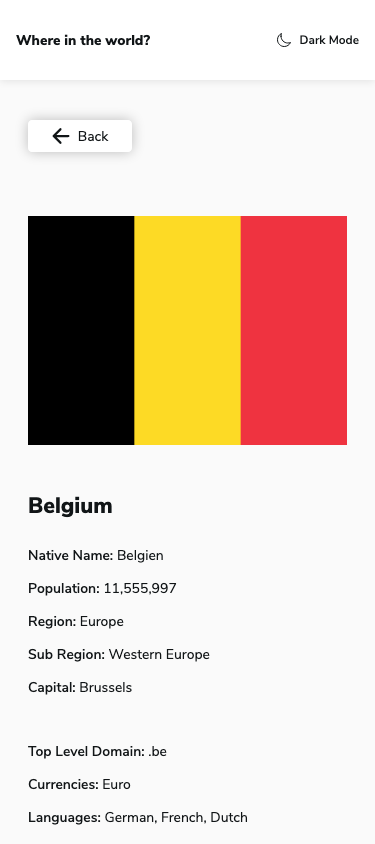 Where in the world?
Dark Mode
Back
Belgium
Native Name: Belgien
Population: 11,555,997
Region: Europe
Sub Region: Western Europe
Capital: Brussels
Top Level Domain: .be
Currencies: Euro
Languages: German, French, Dutch